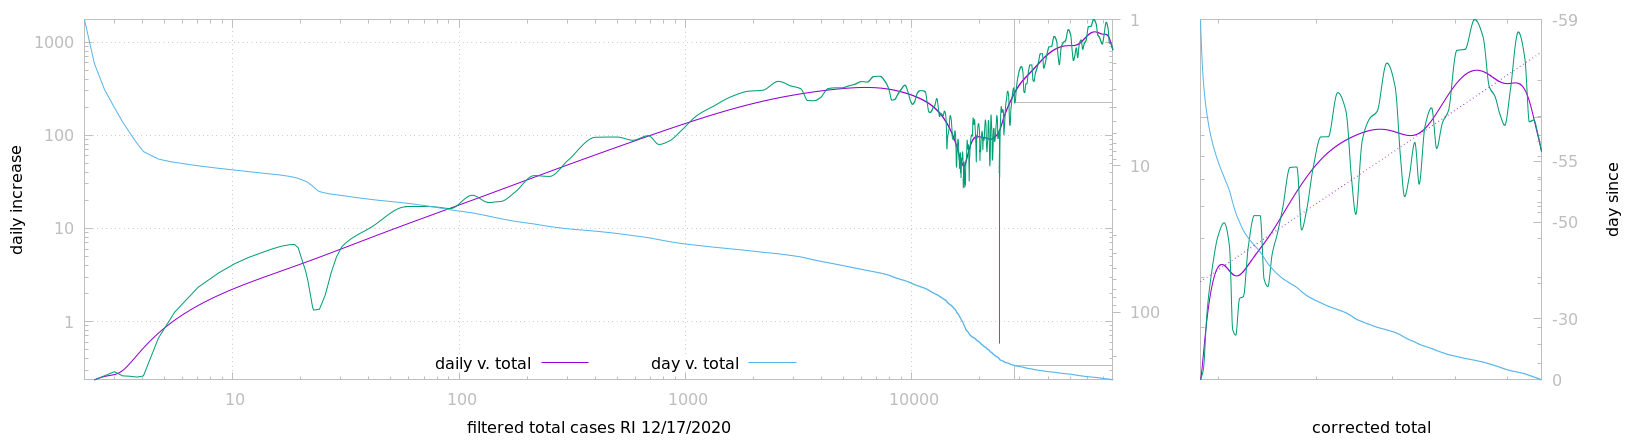 1000
100
10
1
daily increase
10
100
1000
10000
filtered total cases RI 12/17/2020
daily v. total
day v. total
1
10
100
-59
-55
-50
-30
0
day since
corrected total